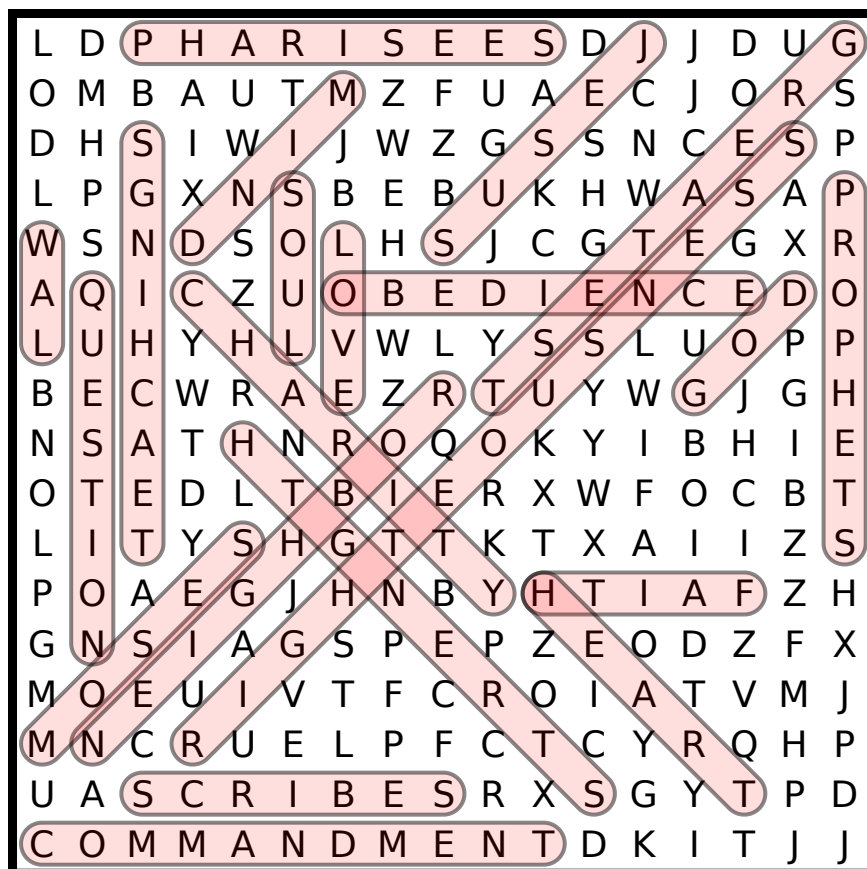 L D P H A R I S E E S D J J D U G
O M B A U T M Z F U A E C J O R S
D H S I W I J W Z G S S N C E S P
L P G X N S B E B U K H W A S A P
W S N D S O L H S J C G T E G X R
A Q I C Z U O B E D I E N C E D O
L U H Y H L V W L Y S S L U O P P
B E C W R A E Z R T U Y W G J G H
N S A T H N R O Q O K Y I B H I E
O T E D L T B I E R X W F O C B T
L I T Y S H G T T K T X A I I Z S
P O A E G J H N B Y H T I A F Z H
G N S I A G S P E P Z E O D Z F X
M O E U I V T F C R O I A T V M J
M N C R U E L P F C T C Y R Q H P
U A S C R I B E S R X S G Y T P D
C O M M A N D M E N T D K I T J J